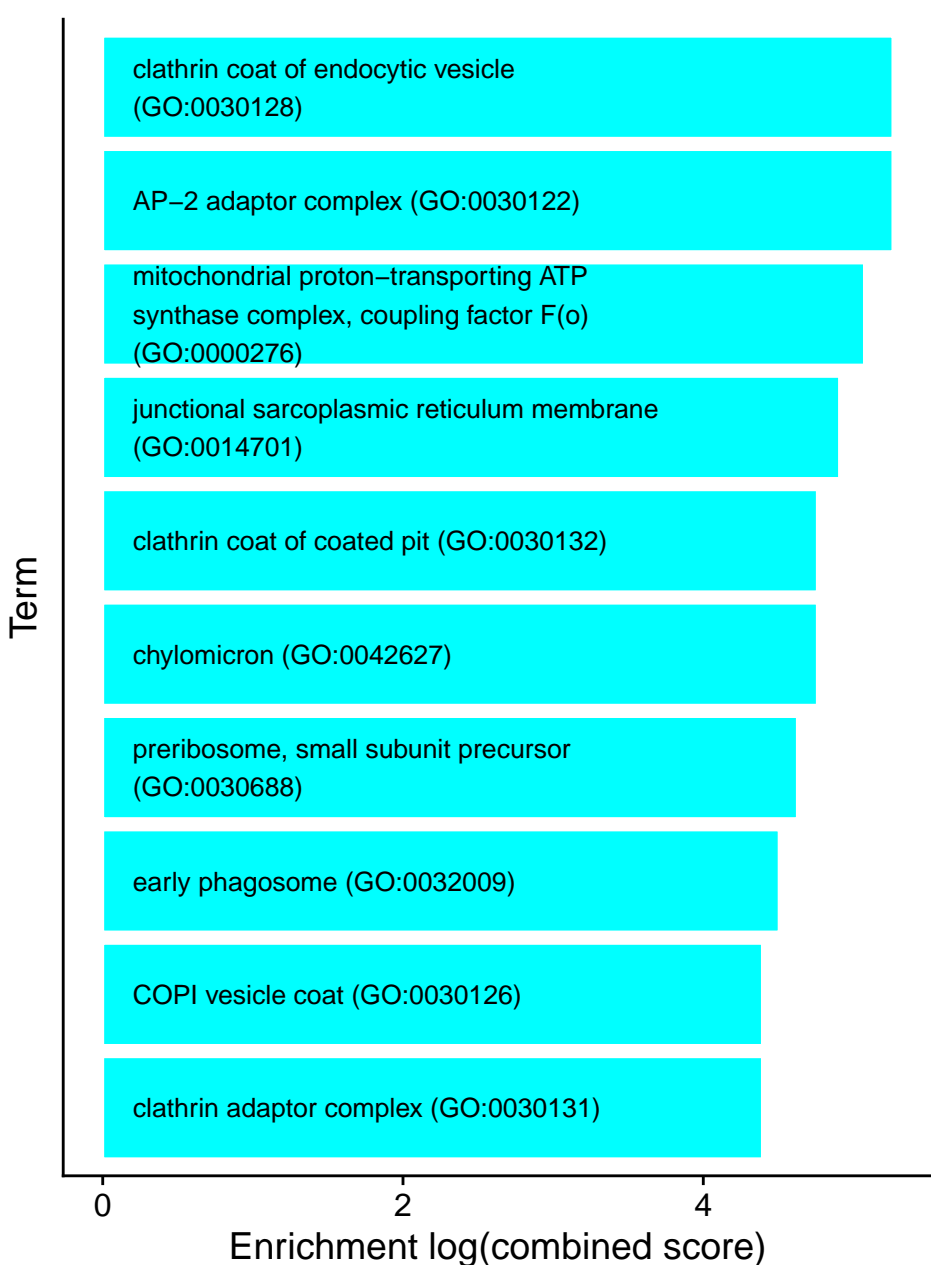 clathrin coat of endocytic vesicle
(GO:0030128)
AP−2 adaptor complex (GO:0030122)
mitochondrial proton−transporting ATP
synthase complex, coupling factor F(o)
(GO:0000276)
junctional sarcoplasmic reticulum membrane
(GO:0014701)
clathrin coat of coated pit (GO:0030132)
chylomicron (GO:0042627)
preribosome, small subunit precursor
(GO:0030688)
early phagosome (GO:0032009)
COPI vesicle coat (GO:0030126)
clathrin adaptor complex (GO:0030131)
Term
0 2 4
Enrichment log(combined score)